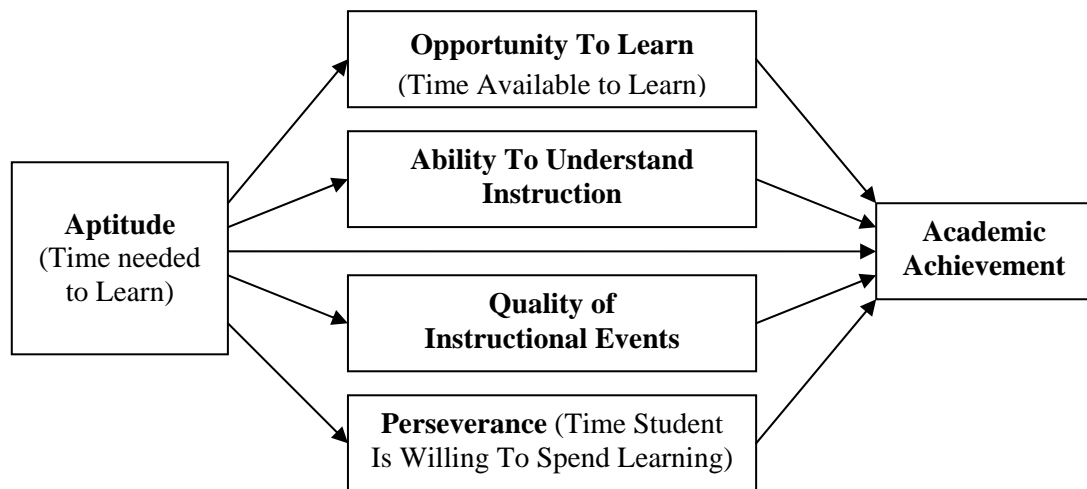 Opportunity To Learn
(Time Available to Learn)
Ability To Understand
Instruction
Aptitude
(Time needed
to Learn)
Academic
Achievement
Quality of
Instructional Events
Perseverance (Time Student
Is Willing To Spend Learning)